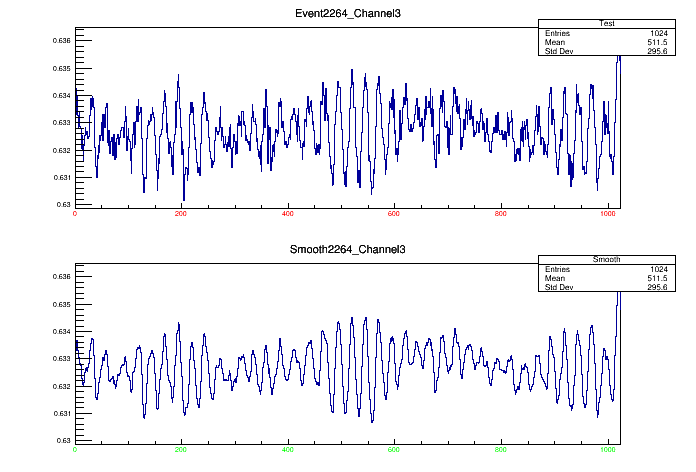 Event2264_Channel3
Test
Entries 1024
Mean 511.5
Std Dev 295.6
0.636
0.635
0.634
0.633
0.632
0.631
0.63
0 200 400 600 800 1000
Smooth2264_Channel3
Smooth
Entries 1024
Mean 511.5
Std Dev 295.6
0.636
0.635
0.634
0.633
0.632
0.631
0.63
0 200 400 600 800 1000